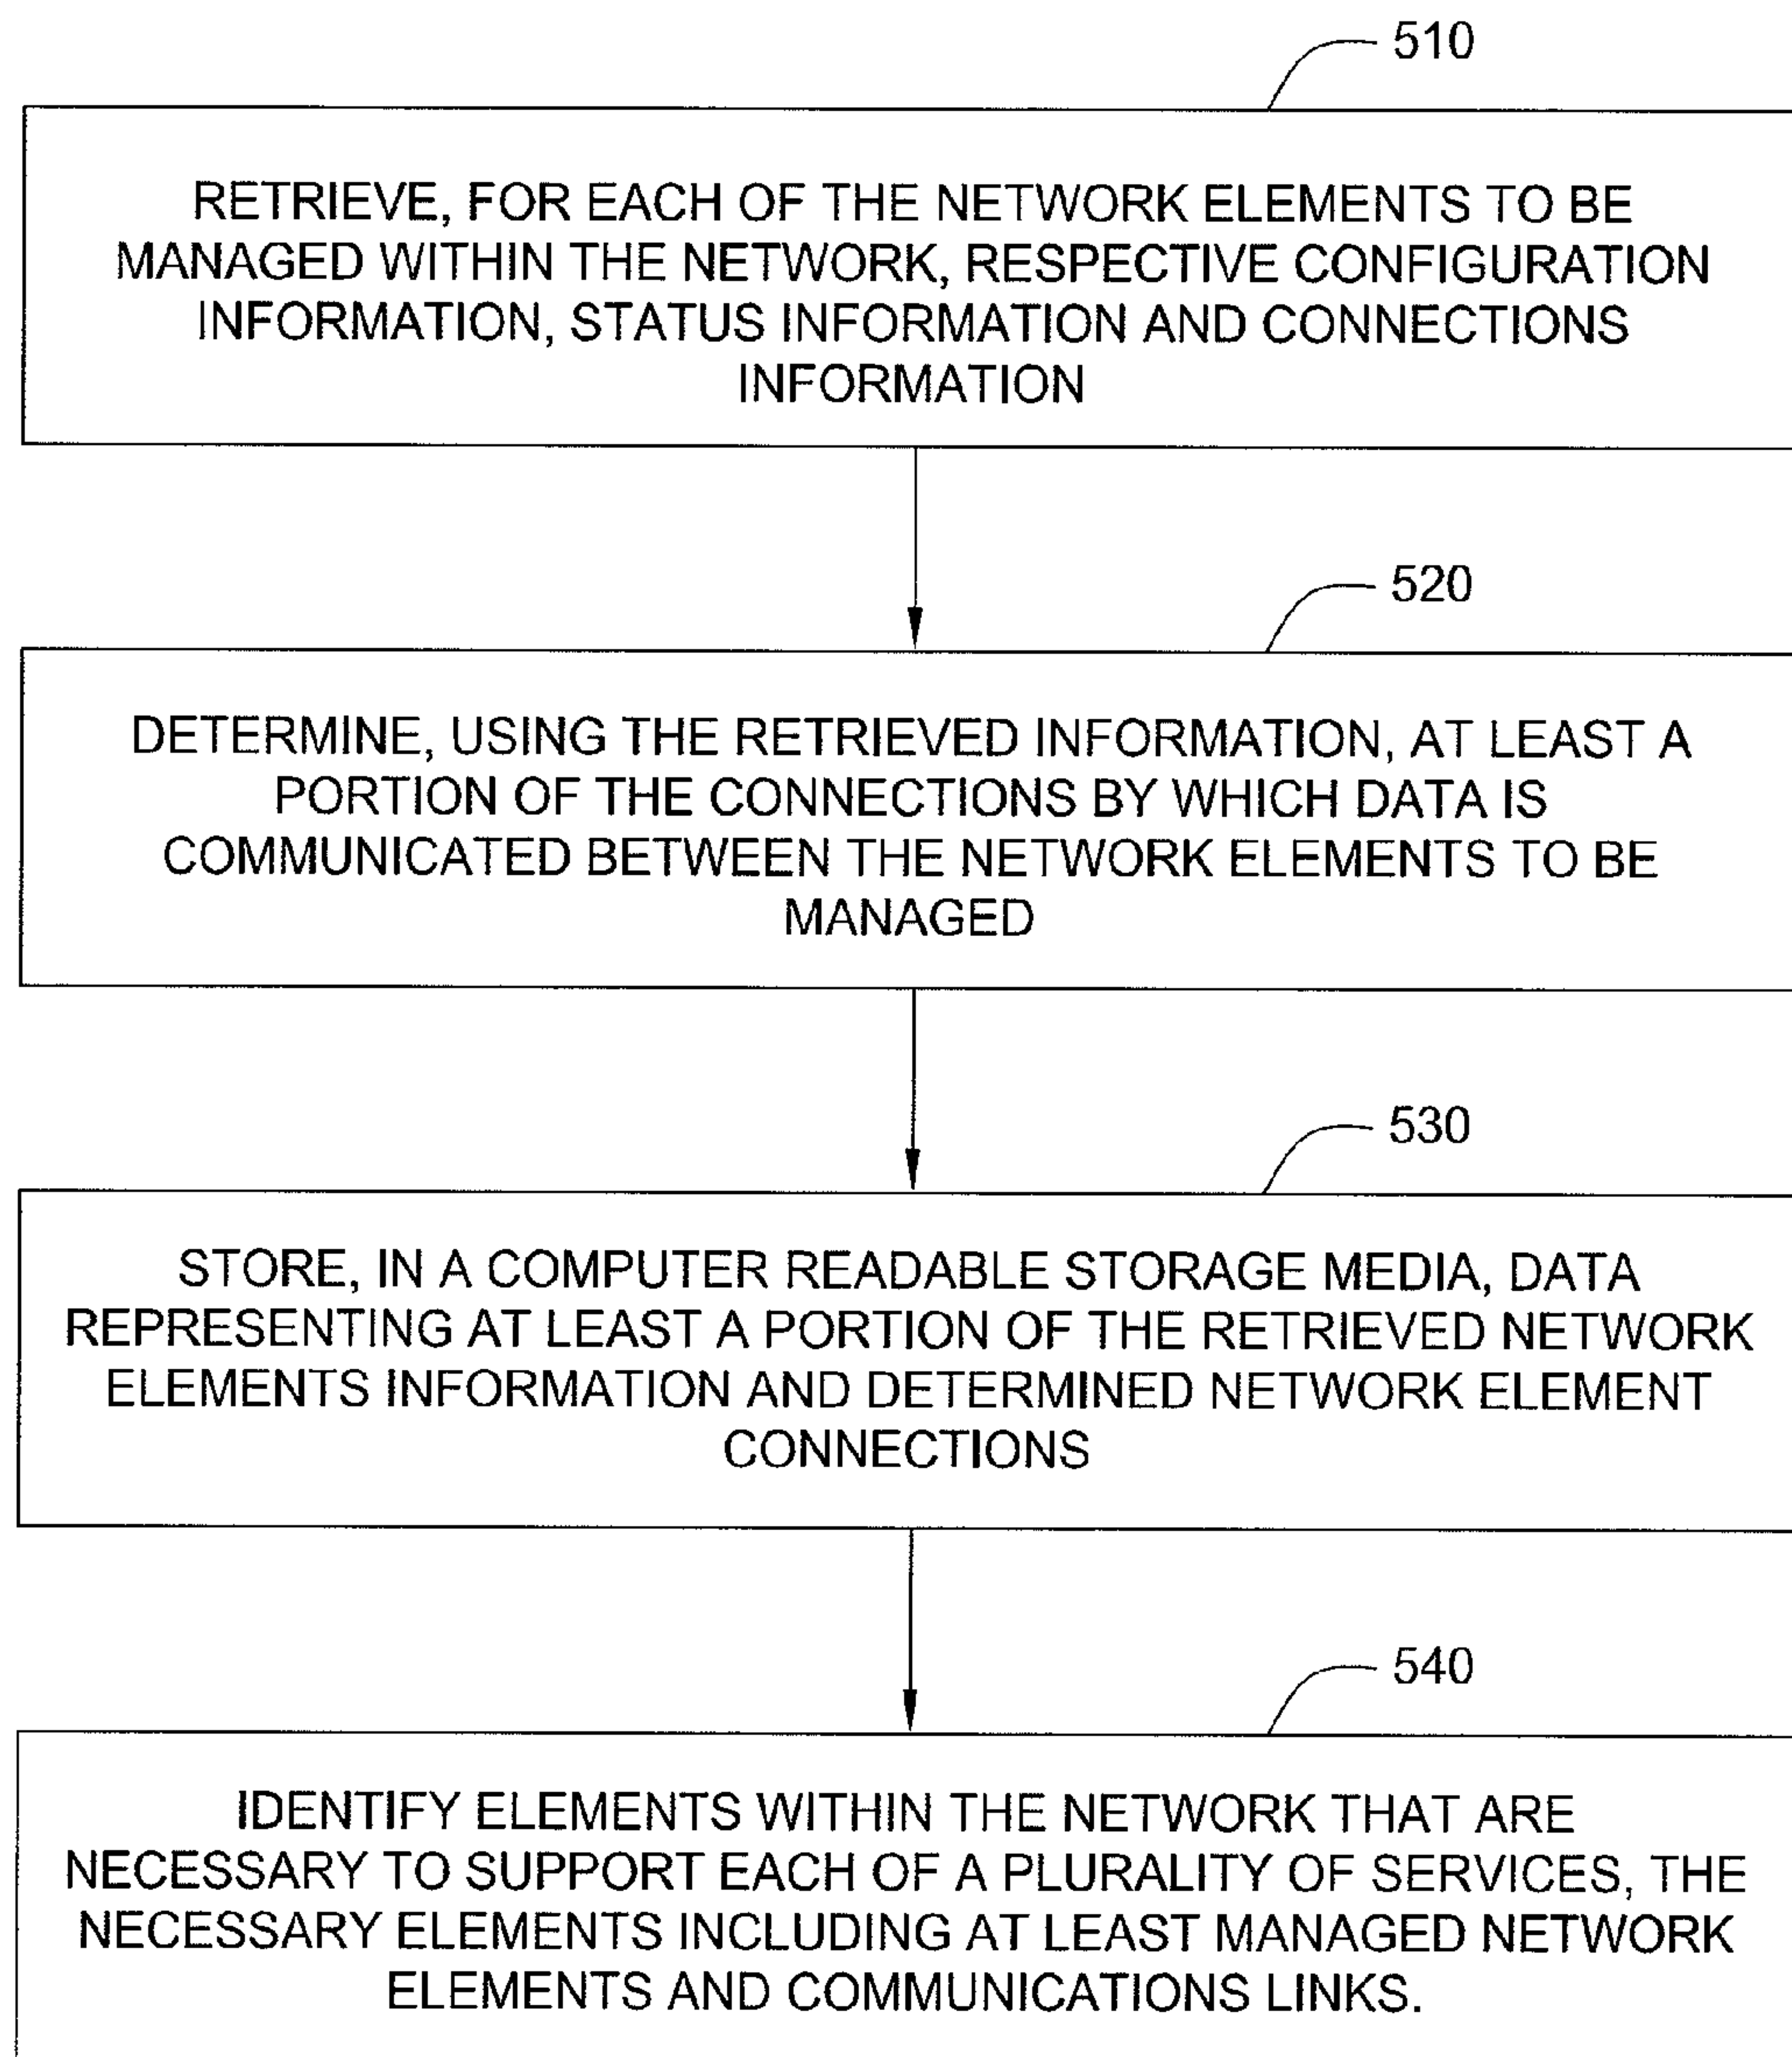 510
RETRIEVE, FOR EACH OF THE NETWORK ELEMENTS TO BE
MANAGED WITHIN THE NETWORK, RESPECTIVE CONFIGURATION
INFORMATION, STATUS INFORMATION AND CONNECTIONS
INFORMATION
520
DETERMINE, USING THE RETRIEVED INFORMATION, AT LEAST A
PORTION OF THE CONNECTIONS BY WHICH DATA IS
COMMUNICATED BETWEEN THE NETWORK ELEMENTS TO BE
MANAGED
530
STORE, IN A COMPUTER READABLE STORAGE MEDIA, DATA
REPRESENTING AT LEAST A PORTION OF THE RETRIEVED NETWORK
ELEMENTS INFORMATION AND DETERMINED NETWORK ELEMENT
CONNECTIONS
540
IDENTIFY ELEMENTS WITHIN THE NETWORK THAT ARE
NECESSARY TO SUPPORT EACH OF A PLURALITY OF SERVICES, THE
NECESSARY ELEMENTS INCLUDING AT LEAST MANAGED NETWORK
ELEMENTS AND COMMUNICATIONS LINKS.